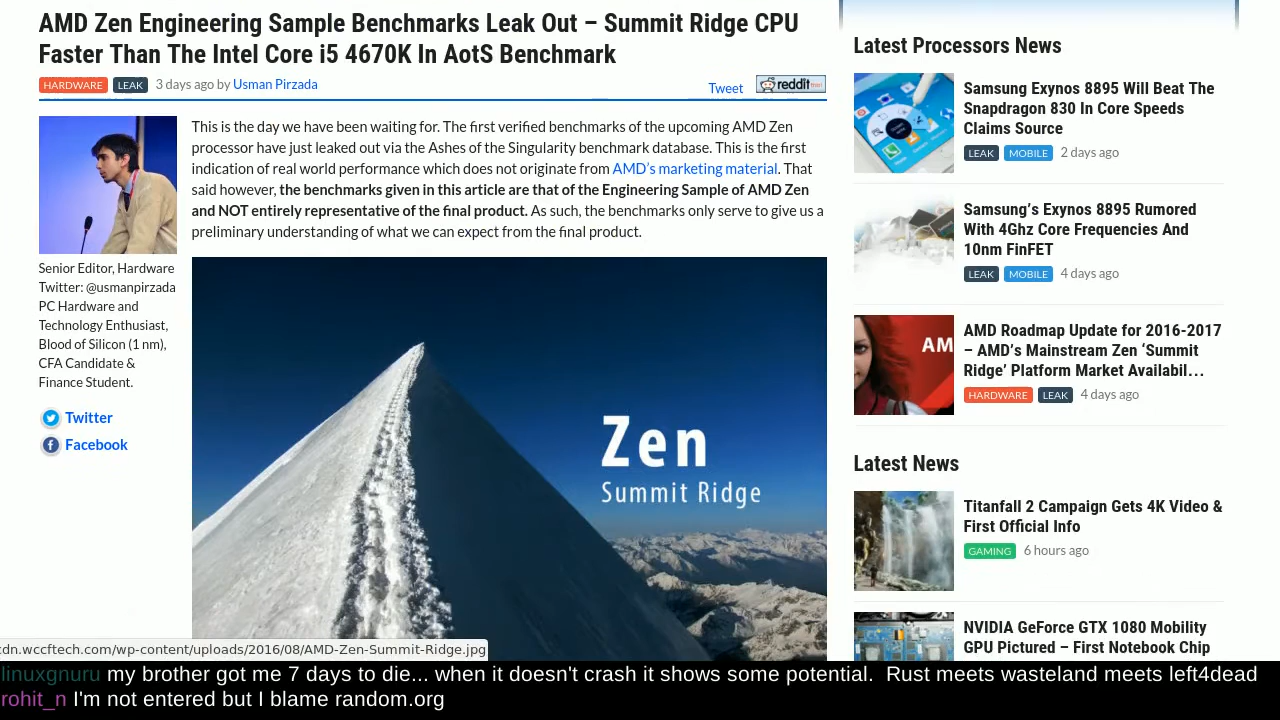 AMD Zen Engineering Sample Benchmarks Leak Out – Summit Ridge CPU
Faster Than The Intel Core i5 4670K In AotS Benchmark
HARDWARE LEAK 3 days ago by Usman Pirzada
Tweet reddit
This is the day we have been waiting for. The first verified benchmarks of the upcoming AMD Zen
processor have just leaked out via the Ashes of the Singularity benchmark database. This is the first
indication of real world performance which does not originate from AMD's marketing material. That
said however, the benchmarks given in this article are that of the Engineering Sample of AMD Zen
and NOT entirely representative of the final product. As such, the benchmarks only serve to give us a
preliminary understanding of what we can expect from the final product.
Senior Editor, Hardware
Twitter: @usmanpirzada
PC Hardware and
Technology Enthusiast,
Blood of Silicon (1 nm),
CFA Candidate &
Finance Student.
Twitter
Facebook
Zen
Summit Ridge
Latest Processors News
Samsung Exynos 8895 Will Beat The
Snapdragon 830 In Core Speeds
Claims Source
LEAK MOBILE 2 days ago
Samsung's Exynos 8895 Rumored
With 4Ghz Core Frequencies And
10nm FinFET
LEAK MOBILE 4 days ago
AM
AMD Roadmap Update for 2016-2017
– AMD's Mainstream Zen 'Summit
Ridge' Platform Market Availabil…
HARDWARE LEAK 4 days ago
Latest News
Titanfall 2 Campaign Gets 4K Video &
First Official Info
GAMING 6 hours ago
NVIDIA GeForce GTX 1080 Mobility
GPU Pictured – First Notebook Chip
cdn.wccftech.com/wp-content/uploads/2016/08/AMD-Zen-Summit-Ridge.jpg
linuxgnuru my brother got me 7 days to die... when it doesn't crash it shows some potential.  Rust meets wasteland meets left4dead
rohit_n I'm not entered but I blame random.org